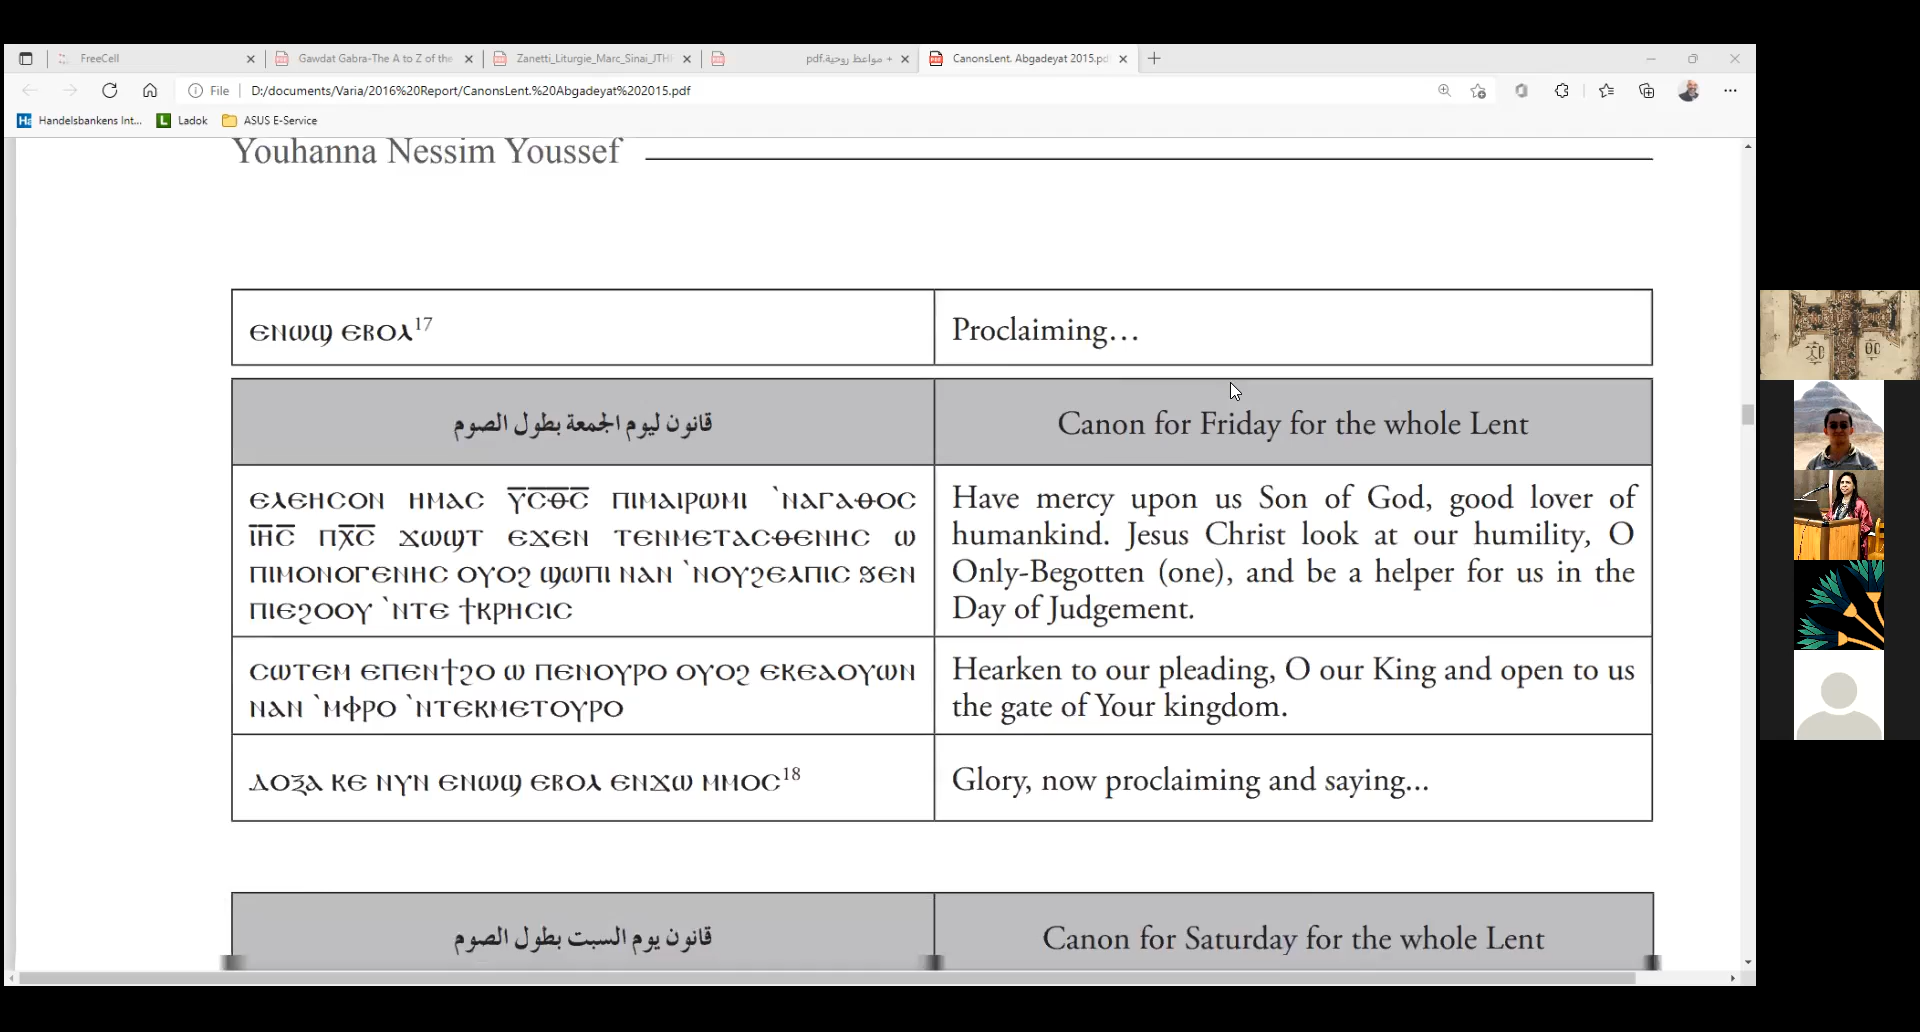 FreeCell
Gawdat Gabra-The A to Z of the
Zanetti_Liturgie_Marc_Sinai_JTH
مواعظ روحية.pdf +
CanonsLent. Abgadeyat 2015.pd
File
D:/documents/Varia/2016%20Report/CanonsLent.%20Abgadeyat%202015.pdf
Handelsbankens Int...
Ladok
ASUS E-Service
Youhanna Nessim Youssef
ⲉⲛⲱϣ ⲉⲃⲟⲗ17
Proclaiming…
قانون ليوم الجمعة بطول الصوم
Canon for Friday for the whole Lent
ⲉⲗⲉⲏⲥⲟⲛ ⲏⲙⲁⲥ ⲩ̅ⲥ̅ⲑ̅ⲥ̅ ⲡⲓⲙⲁⲓⲣⲱⲙⲓ `ⲛⲁⲅⲁⲑⲟⲥ
ⲓ̅ⲏ̅ⲥ̅ ⲡⲭ̅ⲥ̅ ϫⲱϣⲧ ⲉϫⲉⲛ ⲧⲉⲛⲙⲉⲧⲁⲥⲑⲉⲛⲏⲥ ⲱ
ⲡⲓⲙⲟⲛⲟⲅⲉⲛⲏⲥ ⲟⲩⲟϩ ϣⲱⲡⲓ ⲛⲁⲛ `ⲛⲟⲩϩⲉⲗⲡⲓⲥ ϧⲉⲛ
ⲡⲓⲉϩⲟⲟⲩ `ⲛⲧⲉ ϯⲕⲣⲏⲥⲓⲥ
Have mercy upon us Son of God, good lover of
humankind. Jesus Christ look at our humility, O
Only-Begotten (one), and be a helper for us in the
Day of Judgement.
ⲥⲱⲧⲉⲙ ⲉⲡⲉⲛϯϩⲟ ⲱ ⲡⲉⲛⲟⲩⲣⲟ ⲟⲩⲟϩ ⲉⲕⲉⲁⲟⲩⲱⲛ
ⲛⲁⲛ `ⲙⲫⲣⲟ `ⲛⲧⲉⲕⲙⲉⲧⲟⲩⲣⲟ
Hearken to our pleading, O our King and open to us
the gate of Your kingdom.
ⲇⲟⲝⲁ ⲕⲉ ⲛⲩⲛ ⲉⲛⲱϣ ⲉⲃⲟⲗ ⲉⲛϫⲱ ⲙⲙⲟⲥ18
Glory, now proclaiming and saying...
قانون يوم السبت بطول الصوم
Canon for Saturday for the whole Lent